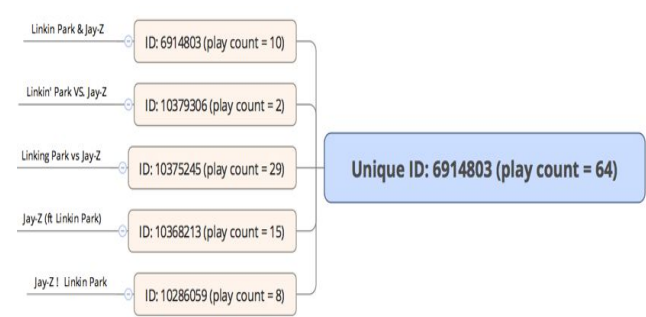 Linkin Park & Jay-Z
ID: 6914803 (play count = 10)
Linkin' Park VS. Jay-Z
ID: 10379306 (play count = 2)
Linking Park vs Jay-Z
ID: 10375245 (play count = 29)
Unique ID: 6914803 (play count = 64)
Jay-Z (ft Linkin Park)
ID: 10368213 (play count = 15)
Jay-Z ! Linkin Park
ID: 10286059 (play count = 8)